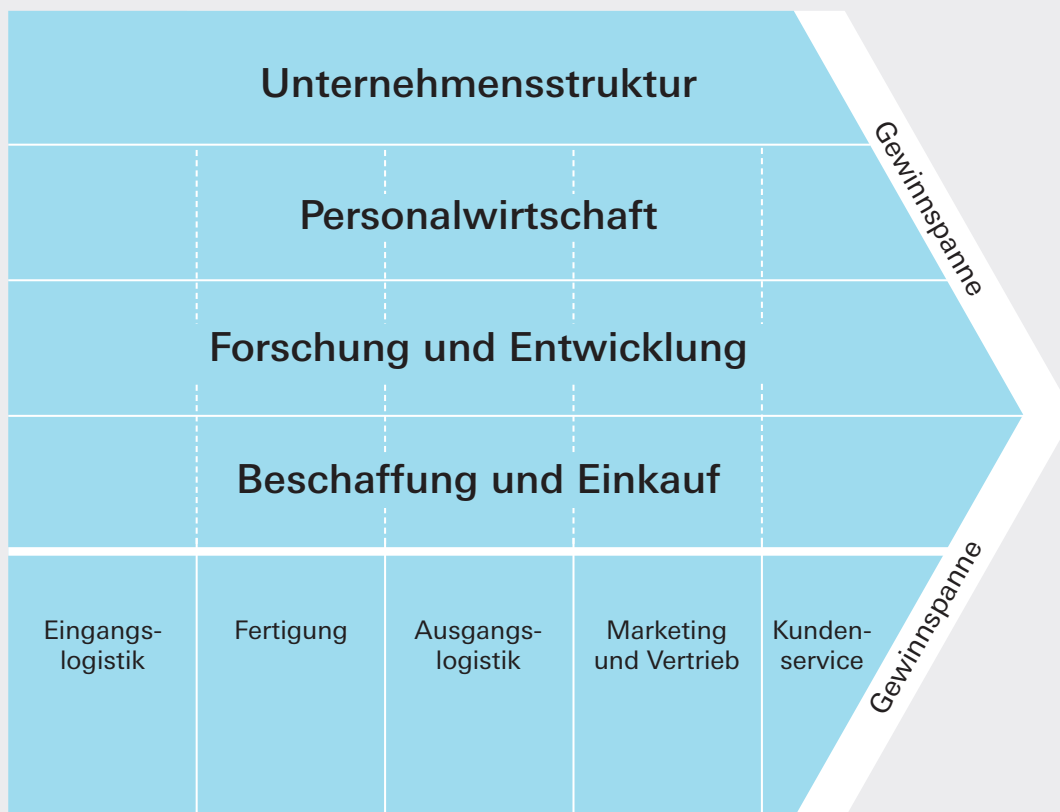 Unternehmensstruktur
Gewinnspanne
Personalwirtschaft
Forschung und Entwicklung
Beschaffung und Einkauf
Eingangs-
logistik
Fertigung
Ausgangs-
logistik
Marketing
und Vertrieb
Kunden-
service
Gewinnspanne